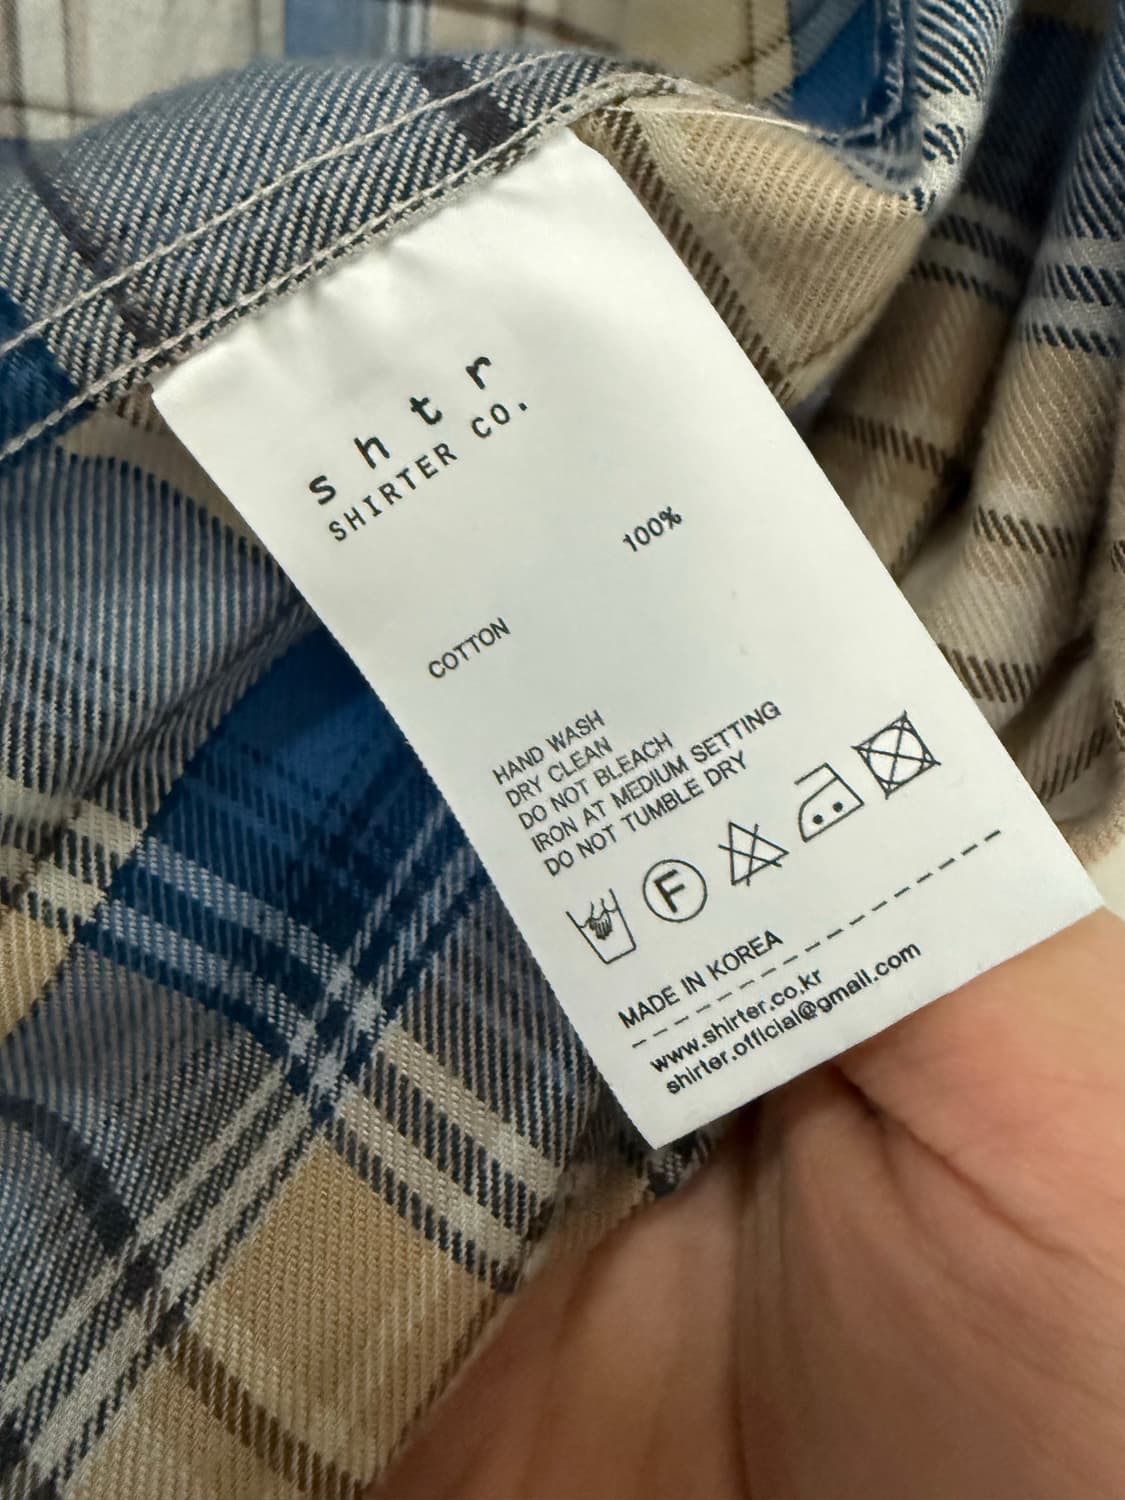 shtr
SHIRTER CO.
COTTON 100%
HAND WASH
DRY CLEAN
DO NOT BLEACH
IRON AT MEDIUM SETTING
DO NOT TUMBLE DRY
F
MADE IN KOREA
www.shirter.co.kr
shirter.official@gmail.com